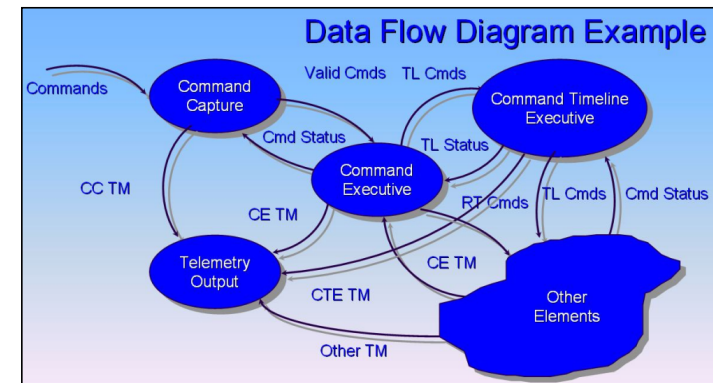 Data Flow Diagram Example
Commands
Command
Capture
Valid Cmds
TL Cmds
Command Timeline
Executive
Cmd Status
TL Status
Command
Executive
CC TM
RT Cmds
TL Cmds
Cmd Status
CE TM
Telemetry
Output
CE TM
CTE TM
Other
Elements
Other TM